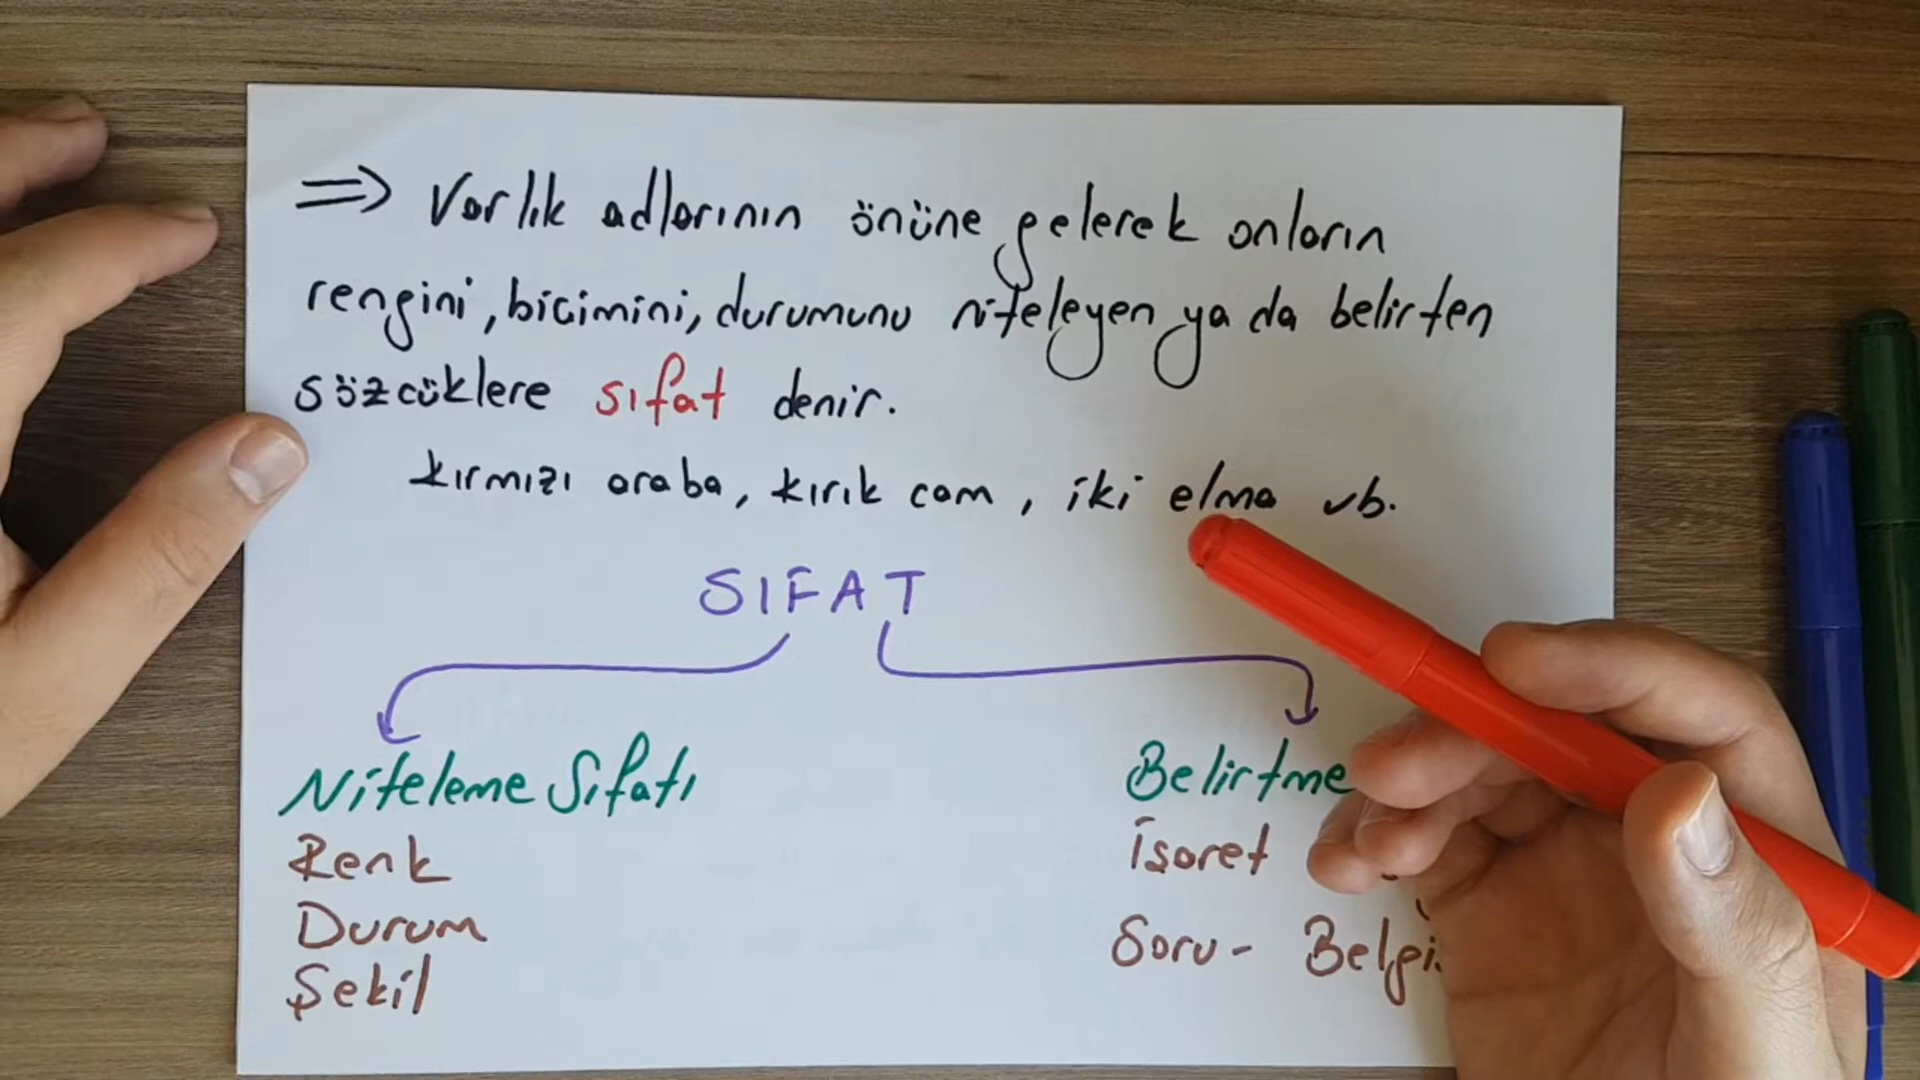 ⇒ Varlık adlarının önüne gelerek onların
rengini, biçimini, durumunu niteleyen ya da belirten
sözcüklere sıfat denir.
kırmızı araba, kırık cam, iki elma vb.
SIFAT
Niteleme Sıfatı
Belirtme
Renk
İşaret
Durum
Soru-
Şekil